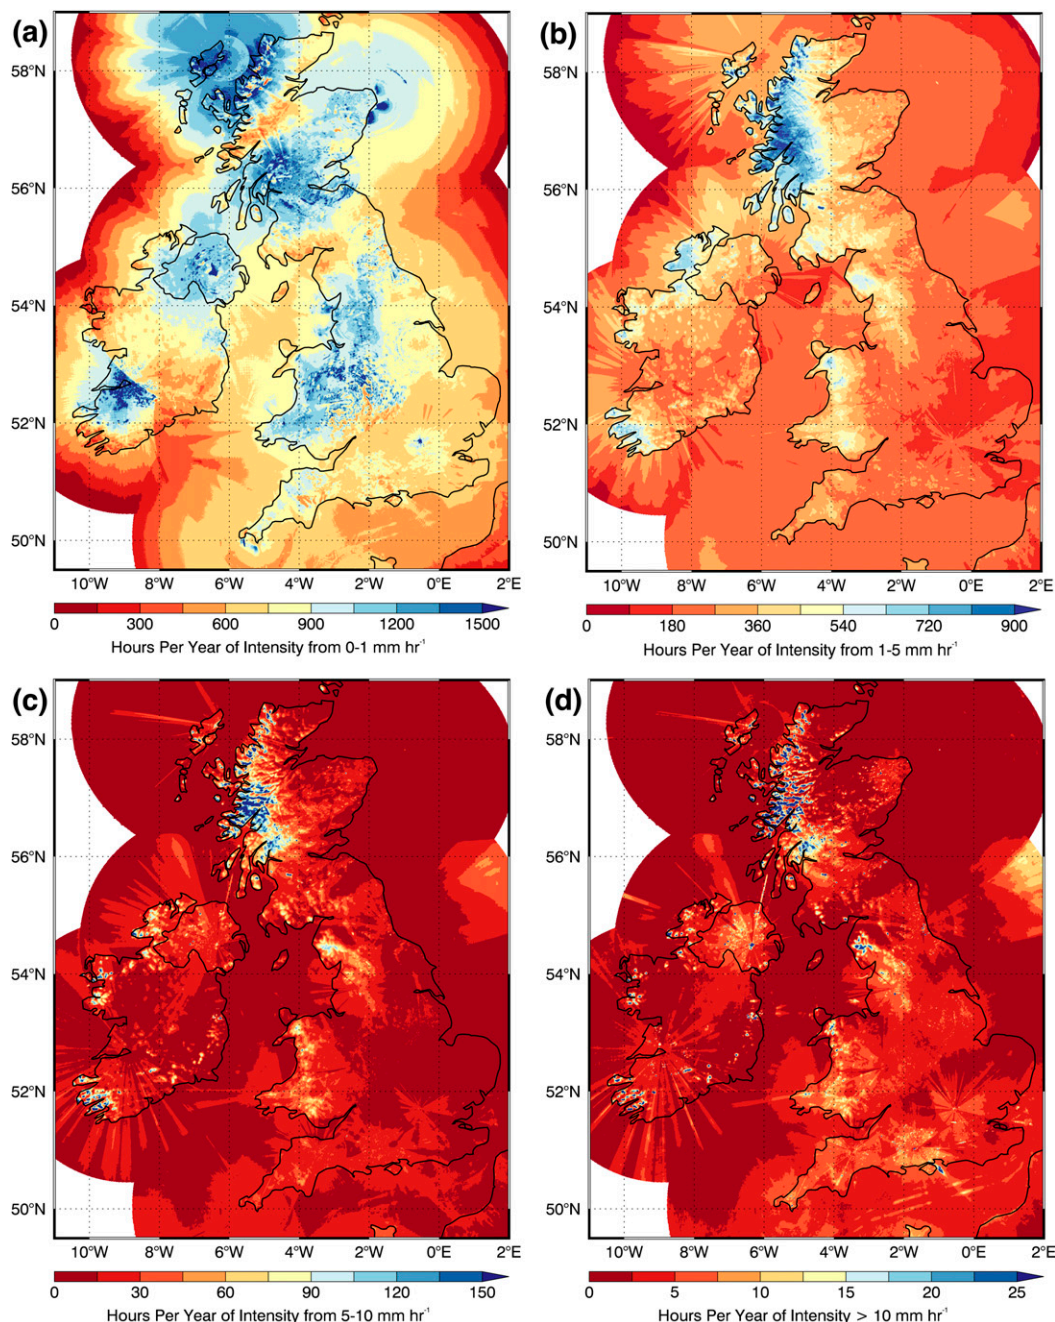 (a)
58°N
56°N
54°N
52°N
50°N
10°W 8°W 6°W 4°W 2°W 0°E 2°E
0 300 600 900 1200 1500
Hours Per Year of Intensity from 0-1 mm hr⁻¹
(b)
58°N
56°N
54°N
52°N
50°N
10°W 8°W 6°W 4°W 2°W 0°E 2°E
0 180 360 540 720 900
Hours Per Year of Intensity from 1-5 mm hr⁻¹
(c)
58°N
56°N
54°N
52°N
50°N
10°W 8°W 6°W 4°W 2°W 0°E 2°E
0 30 60 90 120 150
Hours Per Year of Intensity from 5-10 mm hr⁻¹
(d)
58°N
56°N
54°N
52°N
50°N
10°W 8°W 6°W 4°W 2°W 0°E 2°E
0 5 10 15 20 25
Hours Per Year of Intensity > 10 mm hr⁻¹